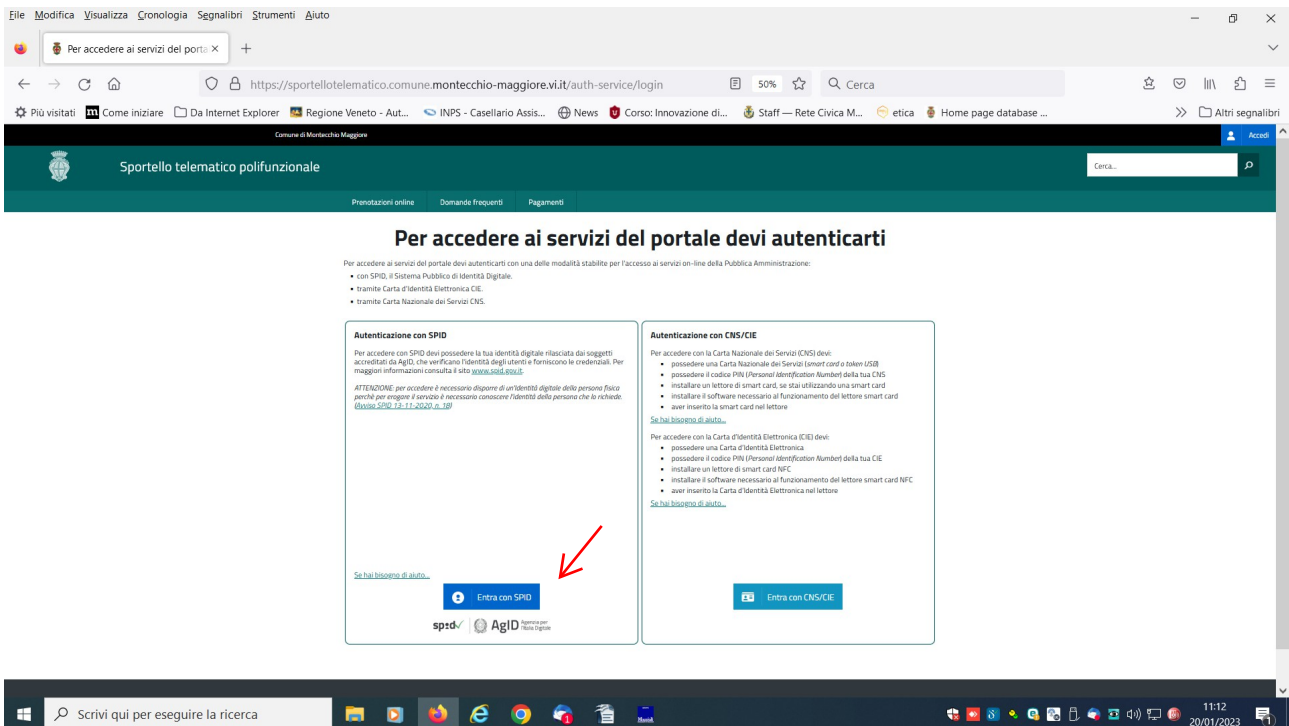 File Modifica Visualizza Cronologia Segnalibri Strumenti Aiuto
Per accedere ai servizi del porta
https://sportellotelematico.comune.montecchio-maggiore.vi.it/auth-service/login
50%
Cerca
Più visitati
Come iniziare
Da Internet Explorer
Regione Veneto - Aut...
INPS - Casellario Assis...
News
Corso: Innovazione di...
Staff — Rete Civica M...
etica
Home page database ...
Altri segnalibri
Comune di Montecchio Maggiore
Accedi
Sportello telematico polifunzionale
Cerca...
Prenotazioni online
Domande frequenti
Pagamenti
Per accedere ai servizi del portale devi autenticarti
Per accedere ai servizi del portale devi autenticarti con una delle modalità stabilite per l'accesso ai servizi on-line della Pubblica Amministrazione:
• con SPID, il Sistema Pubblico di Identità Digitale.
• tramite Carta d'Identità Elettronica CIE.
• tramite Carta Nazionale dei Servizi CNS.
Autenticazione con SPID
Per accedere con SPID devi possedere la tua identità digitale rilasciata dai soggetti
accreditati da AgID, che verificano l'identità degli utenti e forniscono le credenziali. Per
maggiori informazioni consulta il sito www.spid.gov.it.
ATTENZIONE: per accedere è necessario disporre di un'identità digitale della persona fisica
perchè per erogare il servizio è necessario conoscere l'identità della persona che lo richiede.
(Avviso SPID 13-11-2020, n. 18)
Se hai bisogno di aiuto...
Entra con SPID
spid
AgID Agenzia per l'Italia Digitale
Autenticazione con CNS/CIE
Per accedere con la Carta Nazionale dei Servizi (CNS) devi:
• possedere una Carta Nazionale dei Servizi (smart card o token USB)
• possedere il codice PIN (Personal Identification Number) della tua CNS
• installare un lettore di smart card, se stai utilizzando una smart card
• installare il software necessario al funzionamento del lettore smart card
• aver inserito la smart card nel lettore
Se hai bisogno di aiuto...
Per accedere con la Carta d'Identità Elettronica (CIE) devi:
• possedere una Carta d'Identità Elettronica
• possedere il codice PIN (Personal Identification Number) della tua CIE
• installare un lettore di smart card NFC
• installare il software necessario al funzionamento del lettore smart card NFC
• aver inserito la Carta d'Identità Elettronica nel lettore
Se hai bisogno di aiuto...
Entra con CNS/CIE
Scrivi qui per eseguire la ricerca
11:12
20/01/2023